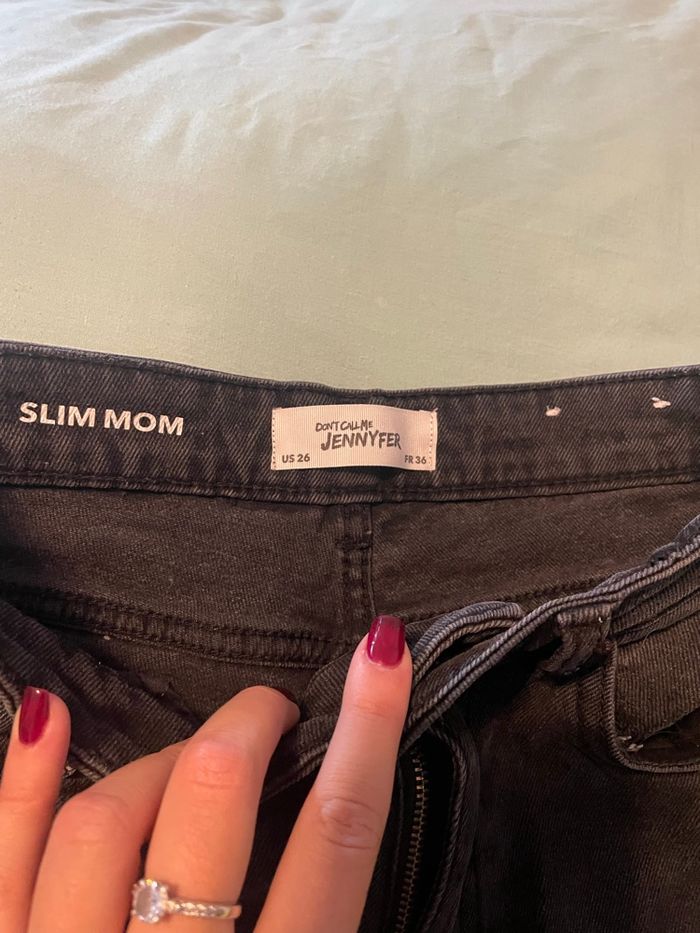 SLIM MOM
DON'T CALL ME
JENNYFER
US 26
FR 36